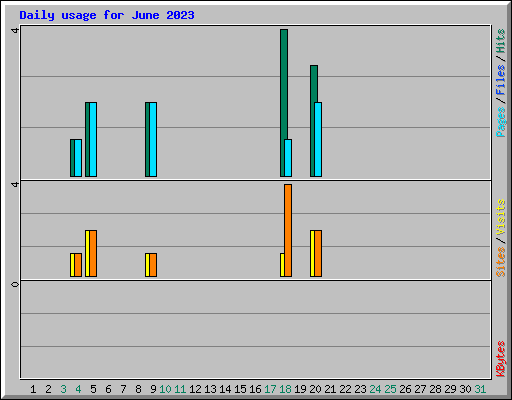 Daily usage for June 2023
4
Pages / Files / Hits
4
Sites / Visits
0
KBytes
1 2 3 4 5 6 7 8 9 10 11 12 13 14 15 16 17 18 19 20 21 22 23 24 25 26 27 28 29 30 31